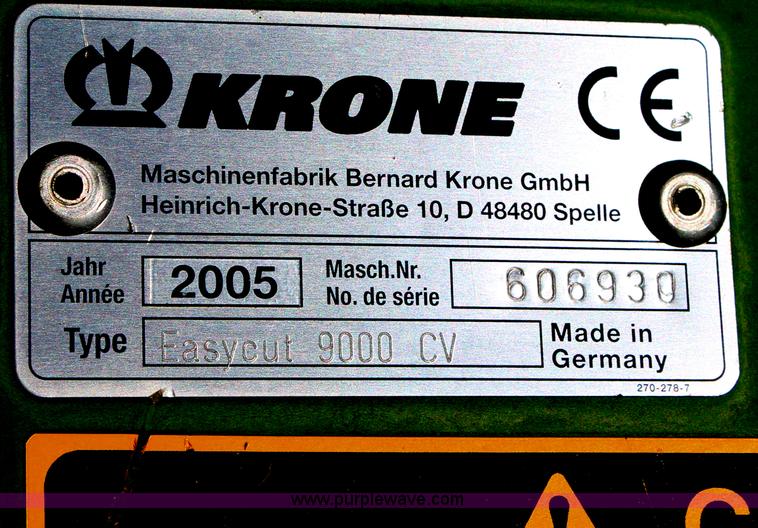 KRONE CE
Maschinenfabrik Bernard Krone GmbH
Heinrich-Krone-Straße 10, D 48480 Spelle
Jahr
Année
2005
Masch.Nr.
No. de série
606930
Type
Easycut 9000 CV
Made in
Germany
270-278-7
www.purplewave.com